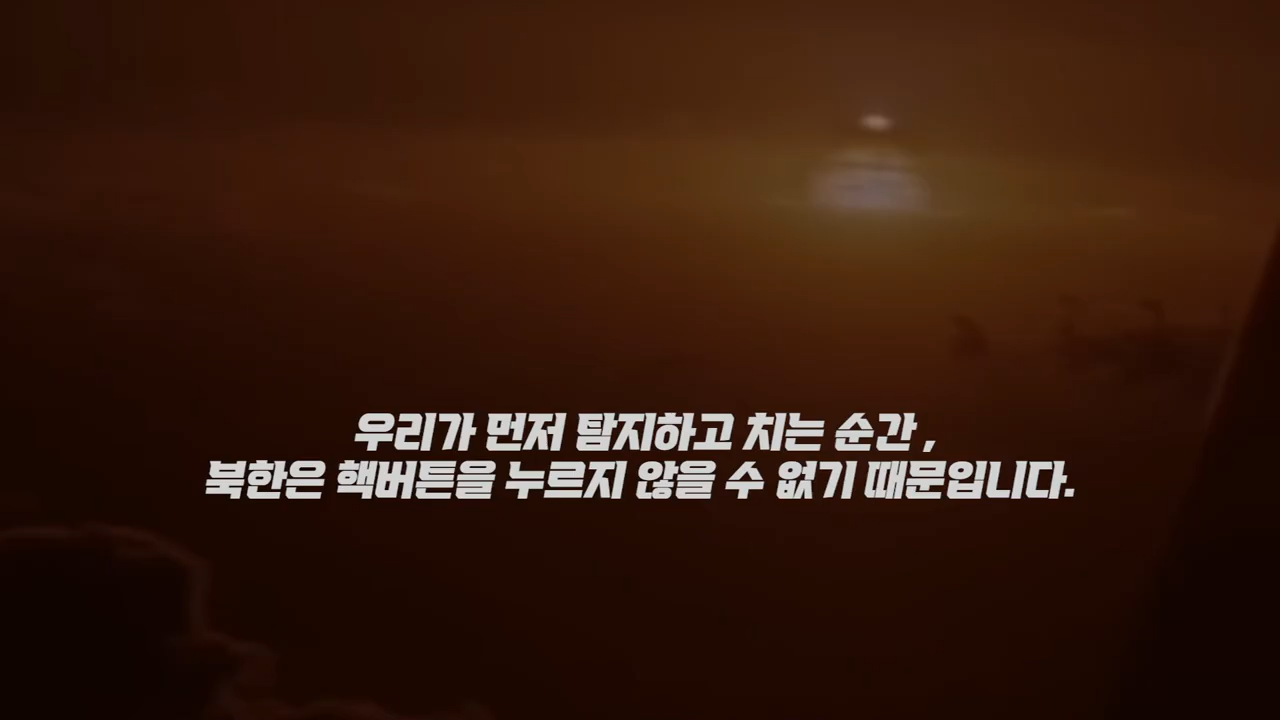 우리가 먼저 탐지하고 치는 순간 ,
북한은 핵버튼을 누르지 않을 수 없기 때문입니다.